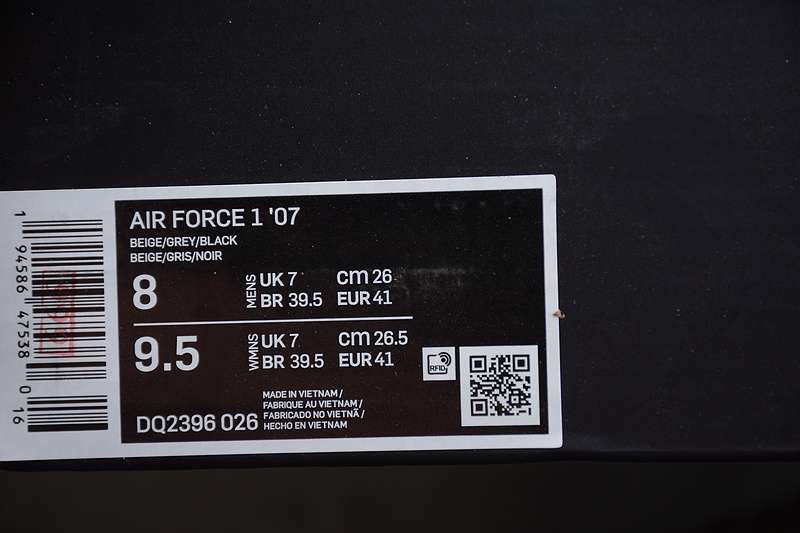 AIR FORCE 1 '07
BEIGE/GREY/BLACK
BEIGE/GRIS/NOIR
8 MENS UK 7 cm 26
BR 39.5 EUR 41
9.5 WMNS UK 7 cm 26.5
BR 39.5 EUR 41
RFID
DQ2396 026
MADE IN VIETNAM /
FABRIQUE AU VIETNAM /
FABRICADO NO VIETNÃ /
HECHO EN VIETNAM
1 94586 47538 0 16